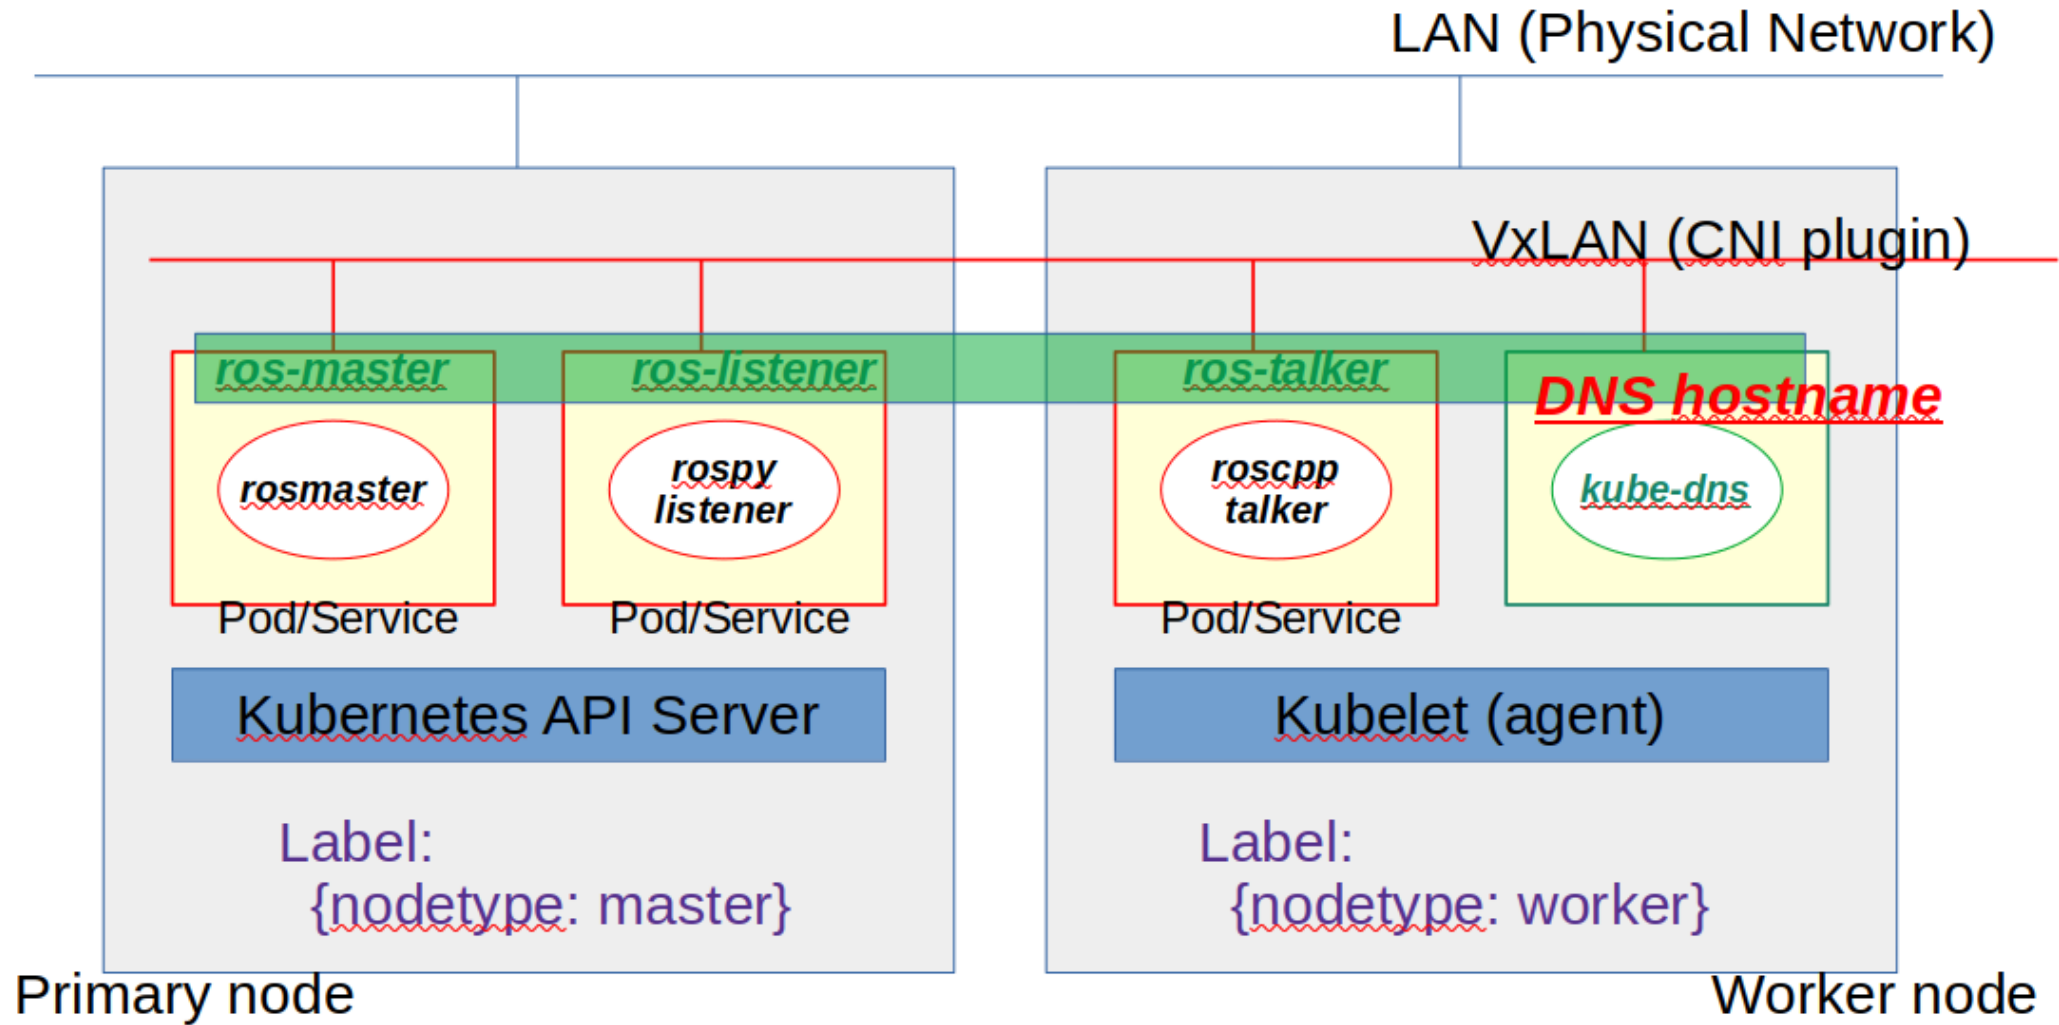 LAN (Physical Network)
VxLAN (CNI plugin)
ros-master
ros-listener
ros-talker
DNS hostname
rosmaster
rospy
listener
roscpp
talker
kube-dns
Pod/Service
Pod/Service
Pod/Service
Kubernetes API Server
Kubelet (agent)
Label:
{nodetype: master}
Label:
{nodetype: worker}
Primary node
Worker node